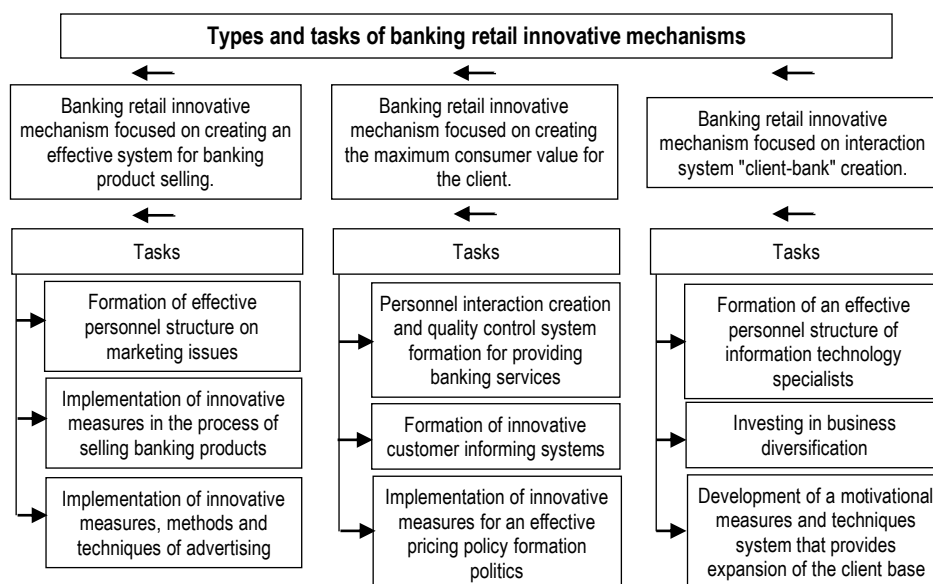 Types and tasks of banking retail innovative mechanisms
Banking retail innovative
mechanism focused on creating an
effective system for banking
product selling.
Banking retail innovative
mechanism focused on creating
the maximum consumer value for
the client.
Banking retail innovative
mechanism focused on interaction
system "client-bank" creation.
Tasks
Formation of effective
personnel structure on
marketing issues
Implementation of innovative
measures in the process of
selling banking products
Implementation of innovative
measures, methods and
techniques of advertising
Tasks
Personnel interaction creation
and quality control system
formation for providing
banking services
Formation of innovative
customer informing systems
Implementation of innovative
measures for an effective
pricing policy formation
politics
Tasks
Formation of an effective
personnel structure of
information technology
specialists
Investing in business
diversification
Development of a motivational
measures and techniques
system that provides
expansion of the client base